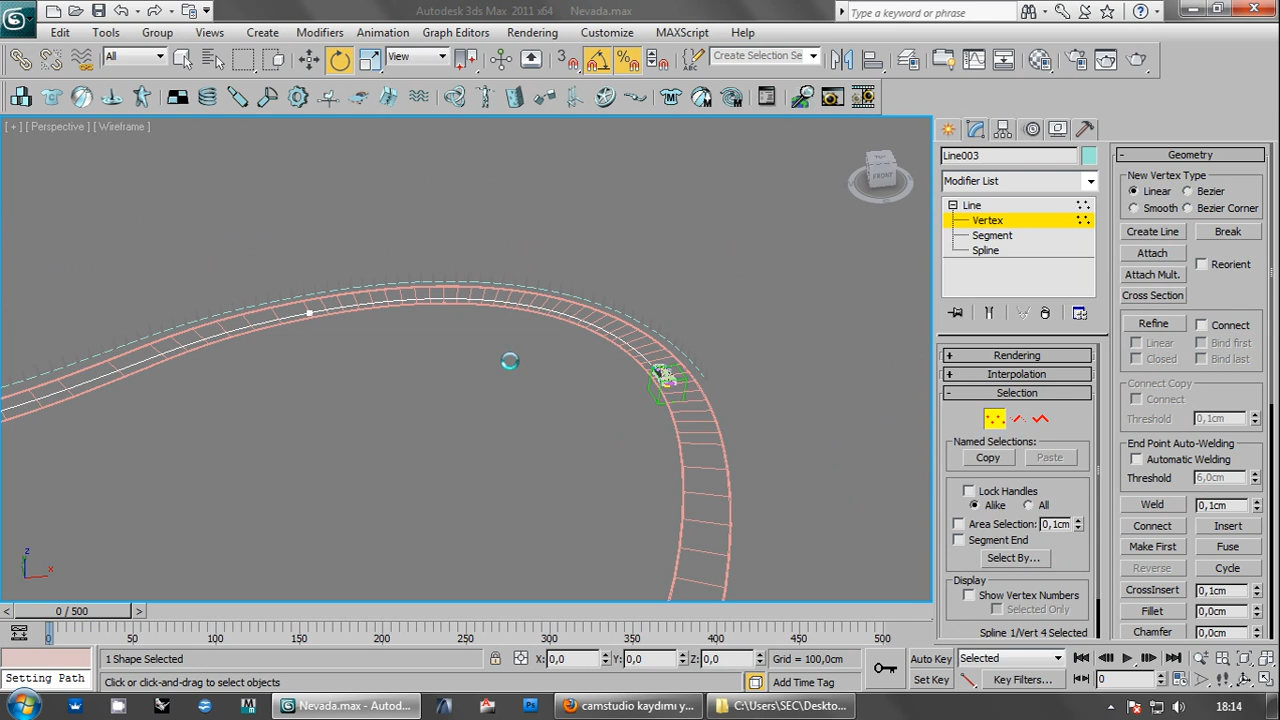 Autodesk 3ds Max 2011 x64 Nevada.max
Type a keyword or phrase
Edit Tools Group Views Create Modifiers Animation Graph Editors Rendering Customize MAXScript Help
All View 3 % Create Selection Se
[ + ] [ Perspective ] [ Wireframe ]
FRONT
Line003
Modifier List
Line
Vertex
Segment
Spline
+ Rendering
+ Interpolation
- Selection
Named Selections:
Copy Paste
Lock Handles
Alike All
Area Selection: 0,1cm
Segment End
Select By...
Display
Show Vertex Numbers
Selected Only
Spline 1/Vert 4 Selected
- Geometry
New Vertex Type
Linear Bezier
Smooth Bezier Corner
Create Line Break
Attach Reorient
Attach Mult.
Cross Section
Refine Connect
Linear Bind first
Closed Bind last
Connect Copy
Connect
Threshold 0,1cm
End Point Auto-Welding
Automatic Welding
Threshold 6,0cm
Weld 0,1cm
Connect Insert
Make First Fuse
Reverse Cycle
CrossInsert 0,1cm
Fillet 0,0cm
Chamfer 0,0cm
z
x
< 0 / 500 >
0 50 100 150 200 250 300 350 400 450 500
1 Shape Selected X: 0,0 Y: 0,0 Z: 0,0 Grid = 100,0cm Auto Key Selected
Setting Path Click or click-and-drag to select objects Add Time Tag Set Key Key Filters... 0
Nevada.max - Autod... camstudio kaydımı y... C:\Users\SEC\Deskto... 18:14